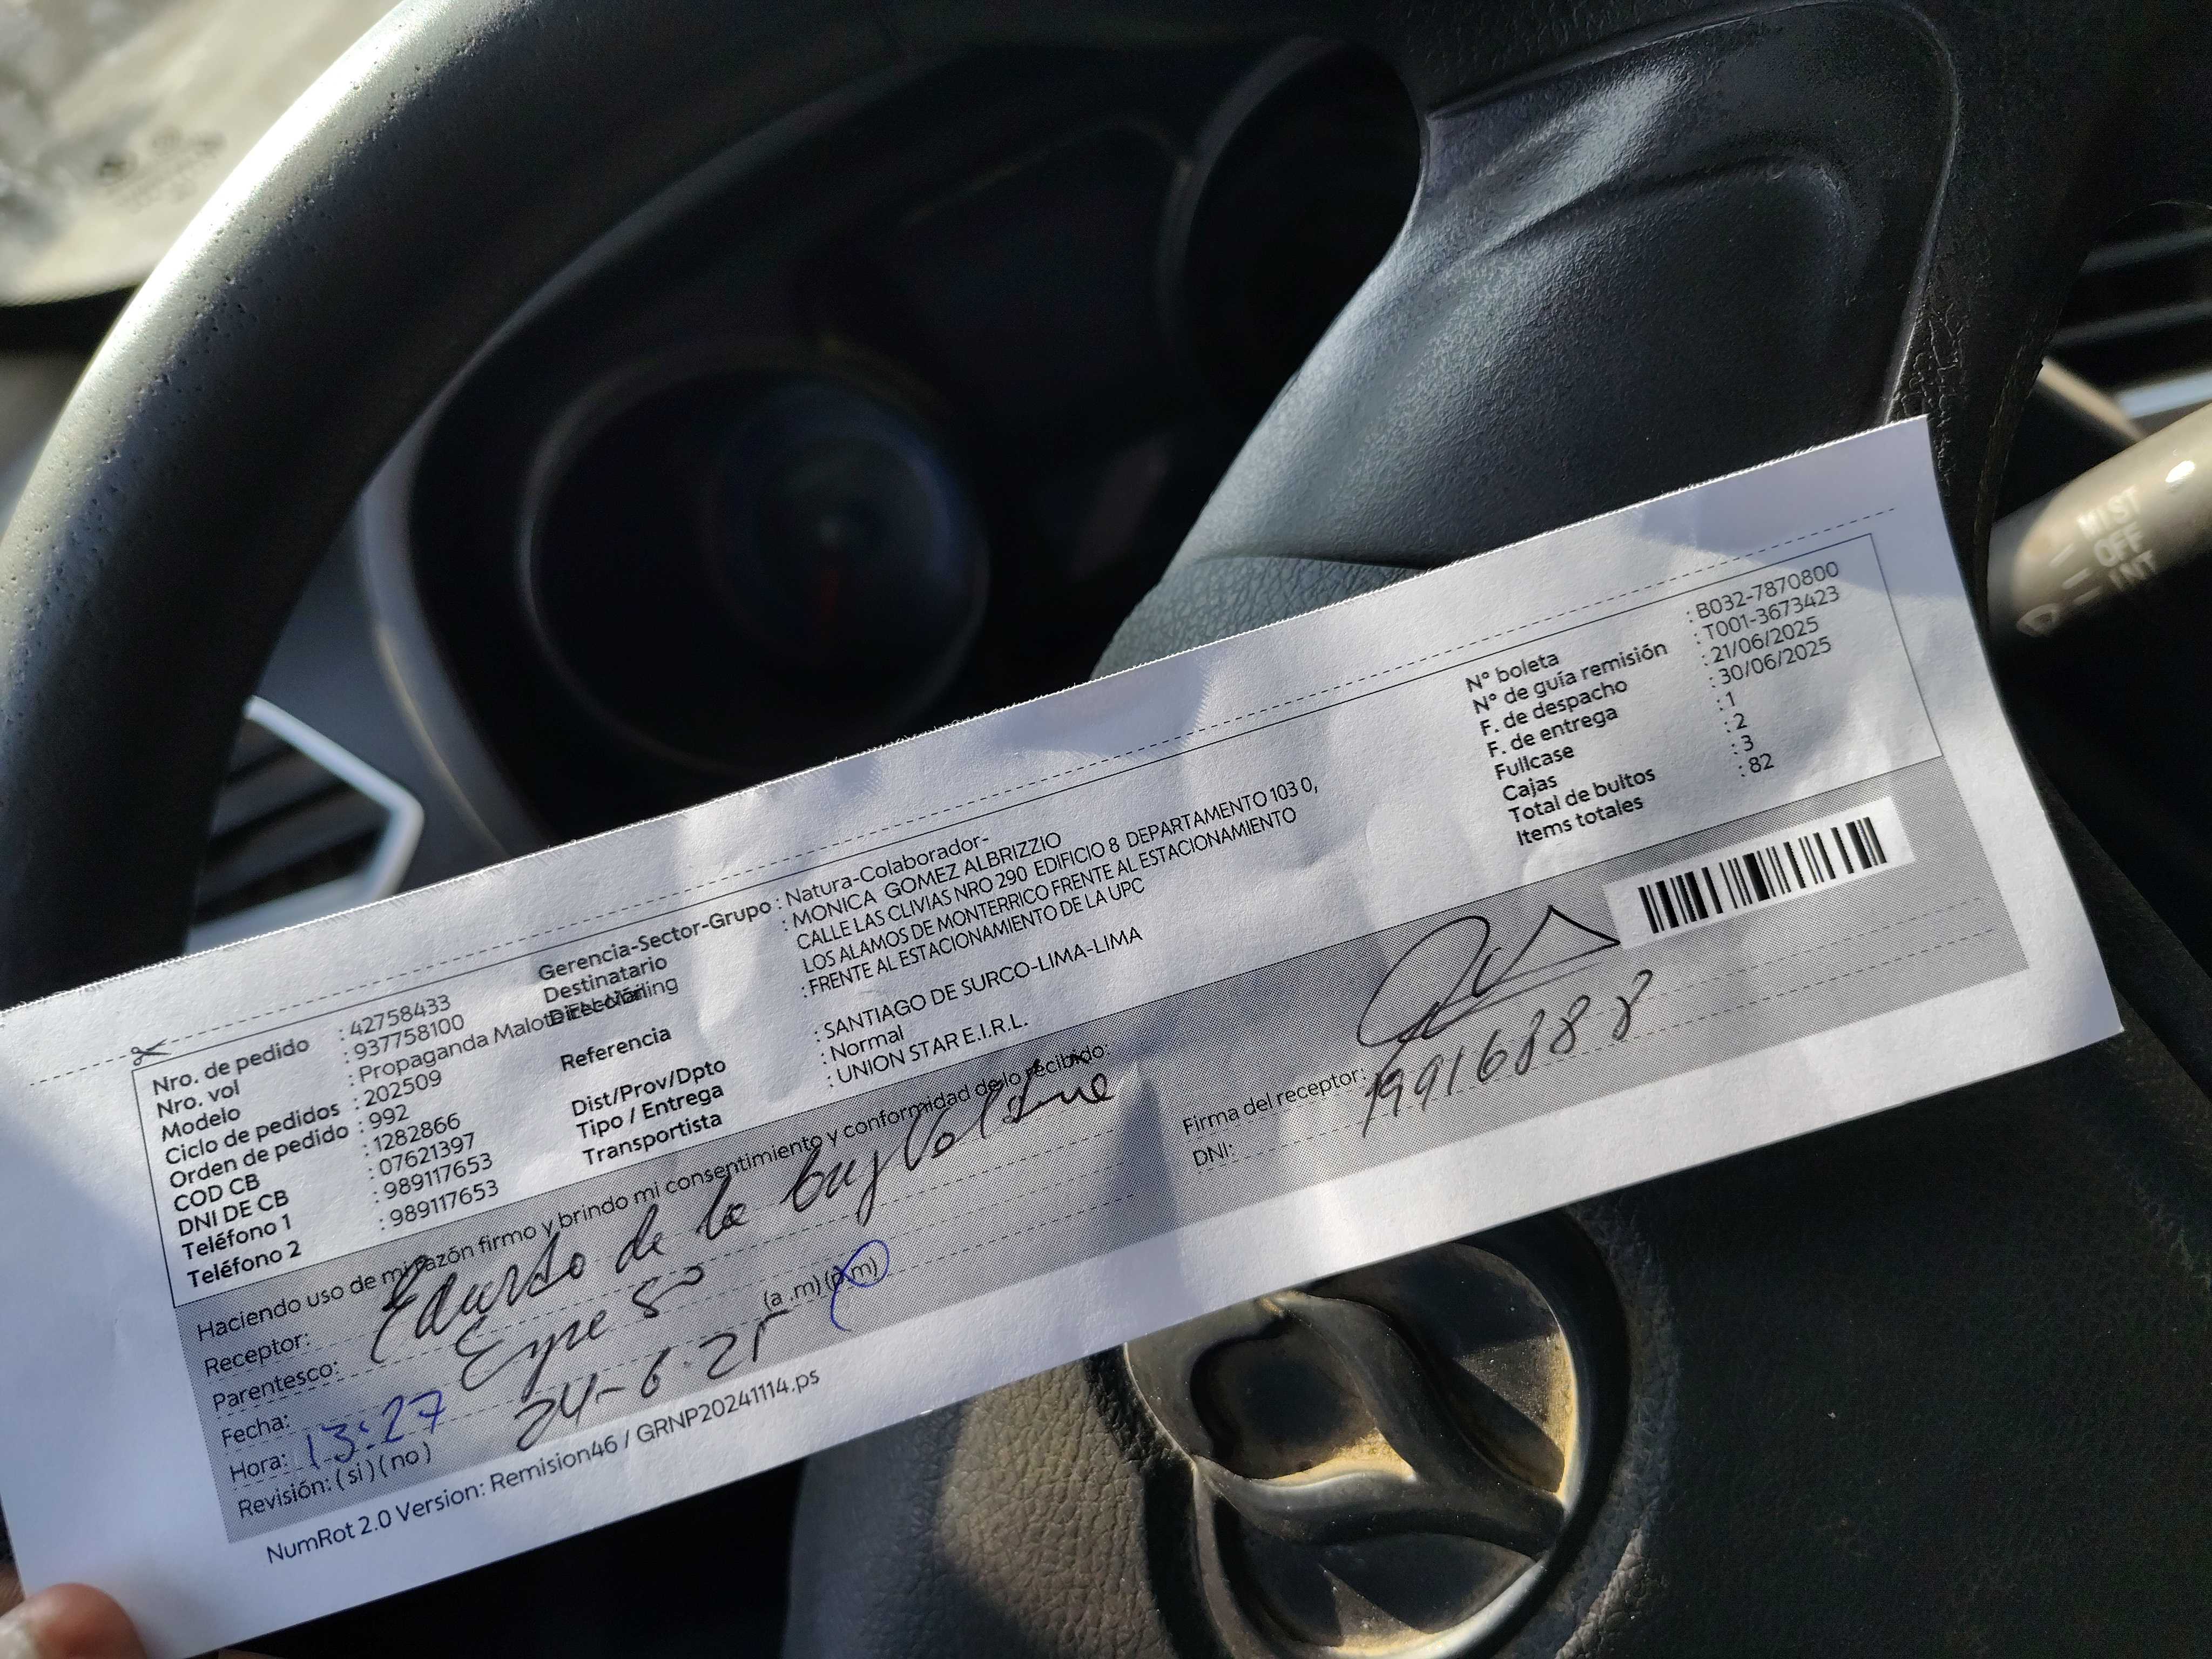 MIST
OFF
INT
Nro. de pedido : 42758433
Nro. vol : 937758100
Modelo : Propaganda
Ciclo de pedidos : 202509
Orden de pedido : 992
COD CB : 1282866
DNI DE CB : 07621397
Teléfono 1 : 989117653
Teléfono 2 : 989117653
Gerencia-Sector-Grupo : Natura-Colaborador-
Destinatario : MONICA GOMEZ ALBRIZZIO
Dirección CALLE LAS CLIVIAS NRO 290 EDIFICIO 8 DEPARTAMENTO 103 0,
LOS ALAMOS DE MONTERRICO FRENTE AL ESTACIONAMIENTO
Referencia : FRENTE AL ESTACIONAMIENTO DE LA UPC
Dist/Prov/Dpto : SANTIAGO DE SURCO-LIMA-LIMA
Tipo / Entrega : Normal
Transportista : UNION STAR E.I.R.L.
N° boleta : B032-7870800
N° de guía remisión : T001-3673423
F. de despacho : 21/06/2025
F. de entrega : 30/06/2025
Fullcase : 1
Cajas : 2
Total de bultos : 3
Items totales : 82
Haciendo uso de mi razón firmo y brindo mi consentimiento y conformidad de lo recibido:
Receptor: Eduardo de la
Parentesco:
Fecha: 24-6-25
Hora: 13:27 (a .m) (p.m)
Revisión: (si) (no)
Firma del receptor:
DNI: 19916888
NumRot 2.0 Version: Remision46 / GRNP20241114.ps